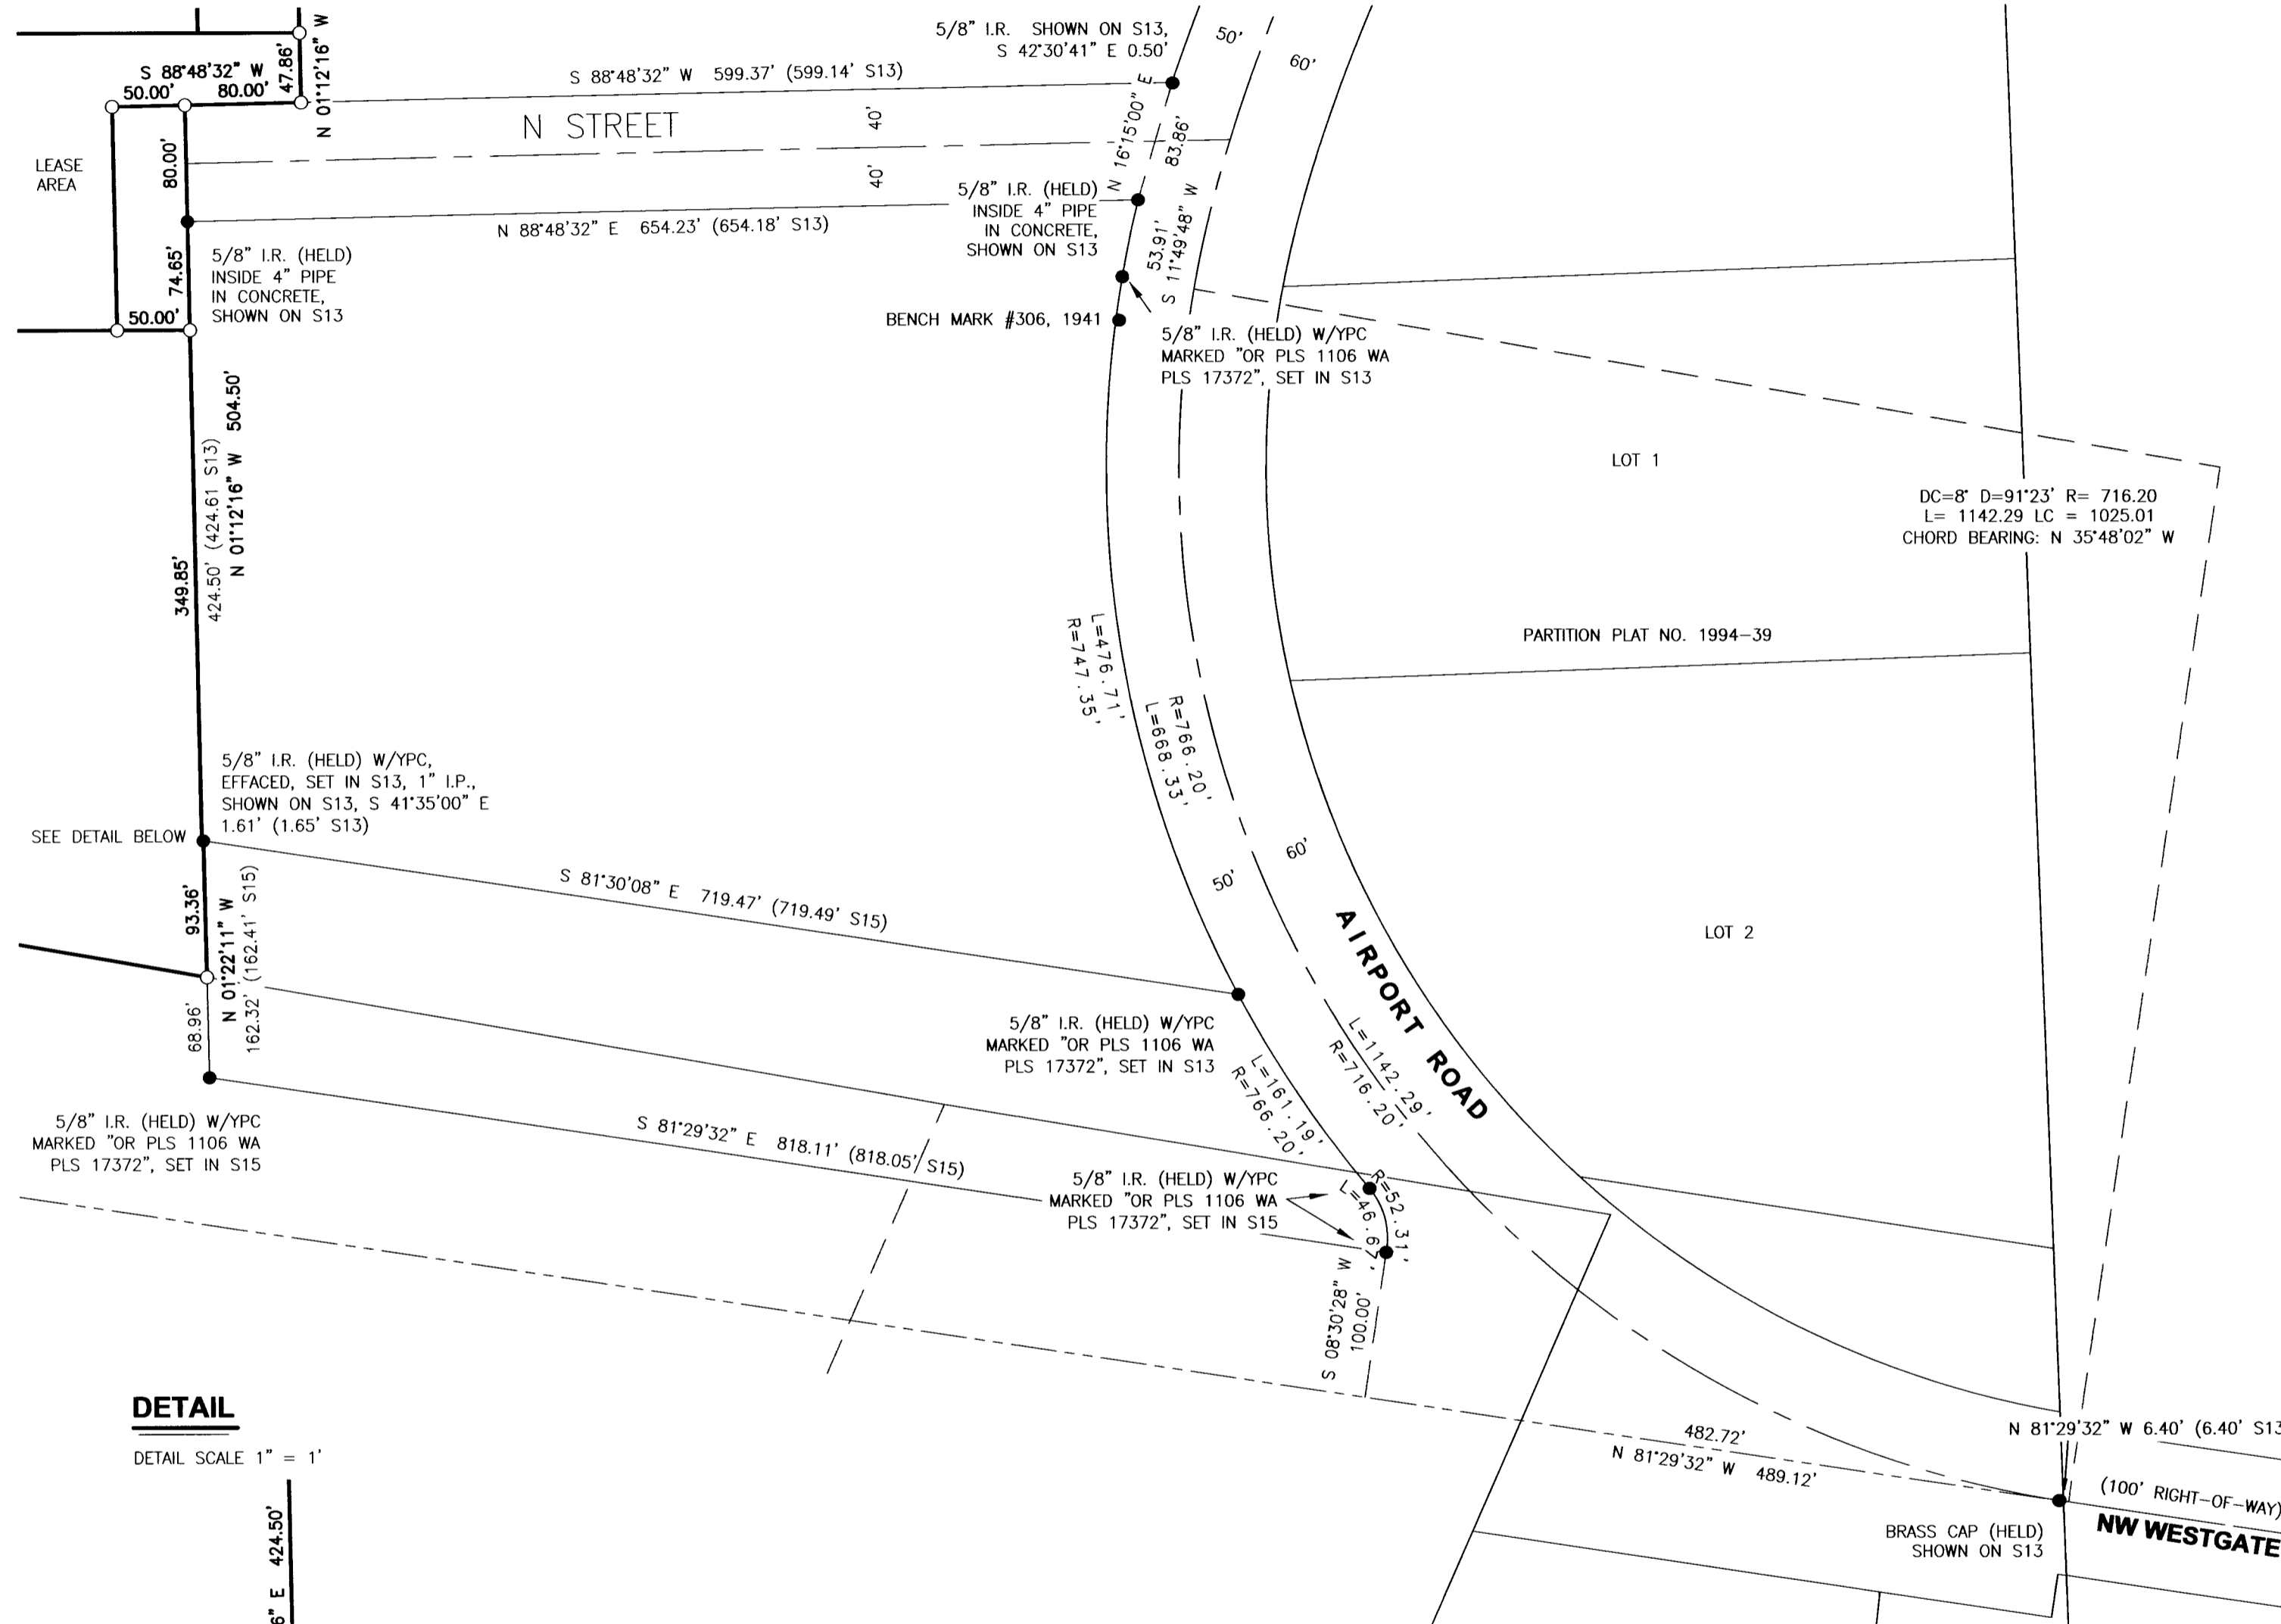 5/8" I.R. SHOWN ON S13,
S 42°30'41" E 0.50'
50'
60'
S 88°48'32" W
50.00'
80.00'
47.86'
N 01°12'16" W
S 88°48'32" W 599.37' (599.14' S13)
N 16°15'00" E
83.86'
N STREET
40'
40'
LEASE
AREA
80.00'
5/8" I.R. (HELD)
INSIDE 4" PIPE
IN CONCRETE,
SHOWN ON S13
53.91'
S 11°49'48" W
N 88°48'32" E 654.23' (654.18' S13)
74.65'
5/8" I.R. (HELD)
INSIDE 4" PIPE
IN CONCRETE,
SHOWN ON S13
50.00'
BENCH MARK #306, 1941
5/8" I.R. (HELD) W/YPC
MARKED "OR PLS 1106 WA
PLS 17372", SET IN S13
349.85'
424.50' (424.61 S13)
N 01°12'16" W 504.50'
LOT 1
DC=8° D=91°23' R= 716.20
L= 1142.29 LC = 1025.01
CHORD BEARING: N 35°48'02" W
PARTITION PLAT NO. 1994-39
L=476.71'
R=747.35'
R=766.20'
L=668.33'
5/8" I.R. (HELD) W/YPC,
EFFACED, SET IN S13, 1" I.P.,
SHOWN ON S13, S 41°35'00" E
1.61' (1.65' S13)
SEE DETAIL BELOW
60'
50'
S 81°30'08" E 719.47' (719.49' S15)
93.36'
N 01°22'11" W
162.32' (162.41' S15)
68.96'
AIRPORT ROAD
LOT 2
5/8" I.R. (HELD) W/YPC
MARKED "OR PLS 1106 WA
PLS 17372", SET IN S13
L=1142.29'
R=716.20'
L=161.19'
R=766.20'
5/8" I.R. (HELD) W/YPC
MARKED "OR PLS 1106 WA
PLS 17372", SET IN S15
S 81°29'32" E 818.11' (818.05' S15)
5/8" I.R. (HELD) W/YPC
MARKED "OR PLS 1106 WA
PLS 17372", SET IN S15
R=52.31'
L=46.67'
S 08°30'28" W
100.00'
DETAIL
DETAIL SCALE 1" = 1'
482.72'
N 81°29'32" W 489.12'
N 81°29'32" W 6.40' (6.40' S13
(100' RIGHT-OF-WAY)
NW WESTGATE
BRASS CAP (HELD)
SHOWN ON S13
6" E 424.50'